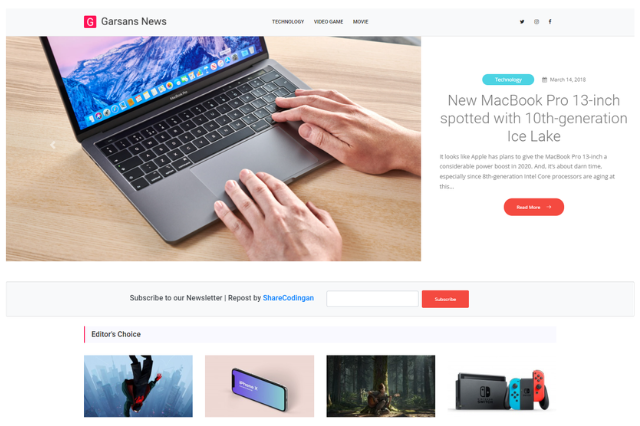 G Garsans News
TECHNOLOGY VIDEO GAME MOVIE
Technology March 14, 2018
New MacBook Pro 13-inch
spotted with 10th-generation
Ice Lake
It looks like Apple has plans to give the MacBook Pro 13-inch a
considerable power boost in 2020. And, it's about darn time,
especially since 8th-generation Intel Core processors are aging at
this...
Read More →
Subscribe to our Newsletter | Repost by ShareCodingan
Subscribe
Editor's Choice